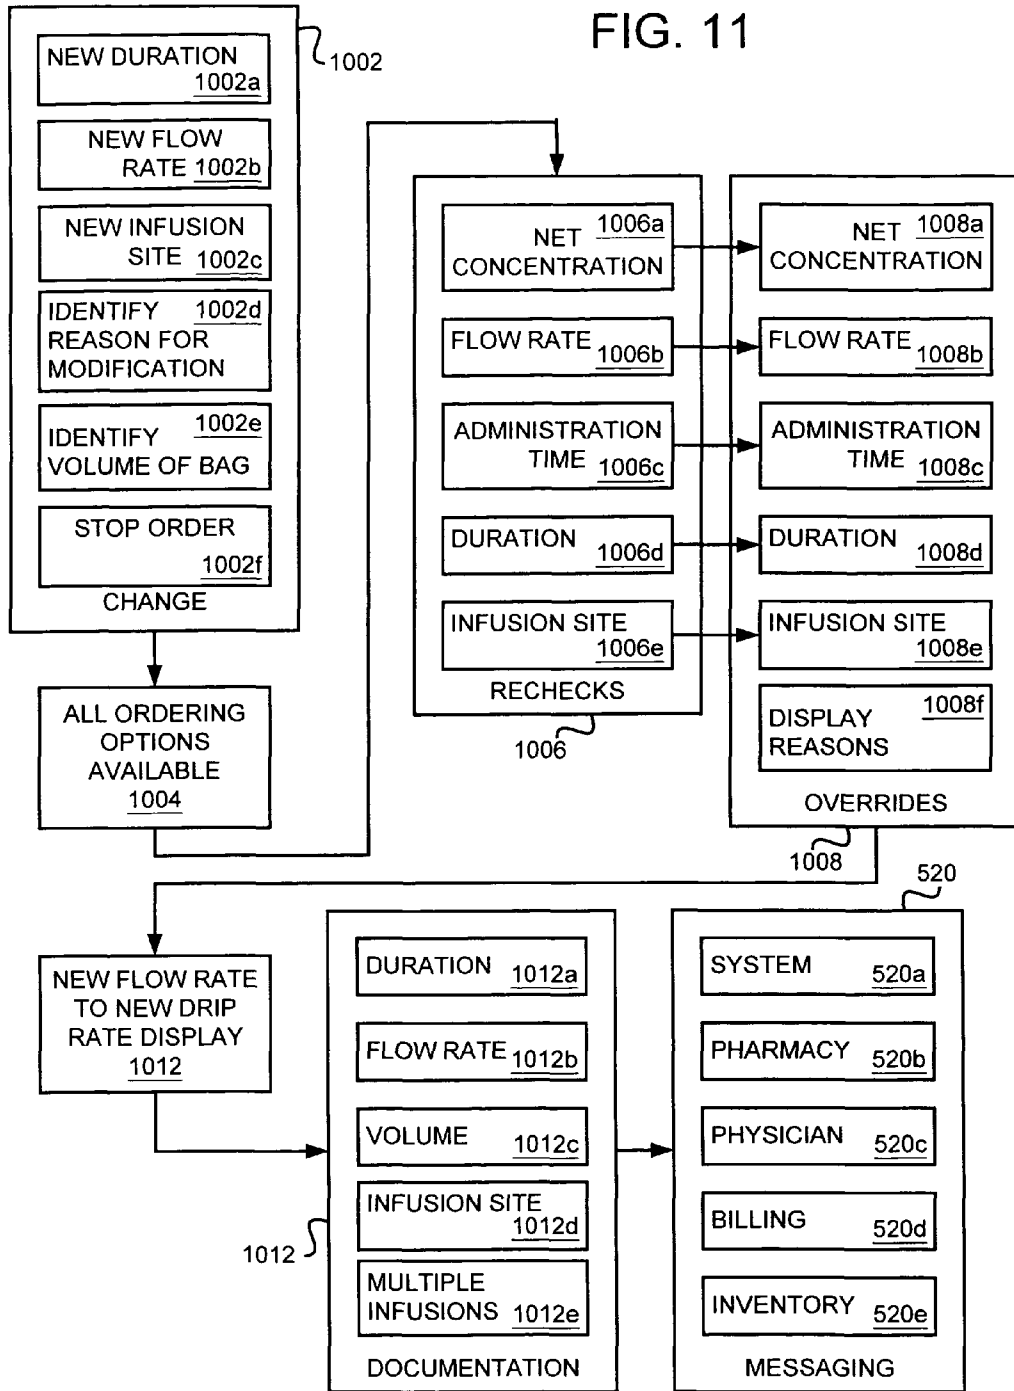 FIG. 11
1002
NEW DURATION
1002a
NEW FLOW
RATE 1002b
NEW INFUSION
SITE 1002c
IDENTIFY 1002d
REASON FOR
MODIFICATION
1002e
IDENTIFY
VOLUME OF BAG
STOP ORDER
1002f
CHANGE
ALL ORDERING
OPTIONS
AVAILABLE
1004
1006a
NET
CONCENTRATION
FLOW RATE
1006b
ADMINISTRATION
TIME 1006c
DURATION
1006d
INFUSION SITE
1006e
RECHECKS
1006
1008a
NET
CONCENTRATION
FLOW RATE
1008b
ADMINISTRATION
TIME 1008c
DURATION
1008d
INFUSION SITE
1008e
1008f
DISPLAY
REASONS
OVERRIDES
1008
NEW FLOW RATE
TO NEW DRIP
RATE DISPLAY
1012
DURATION
1012a
FLOW RATE
1012b
VOLUME
1012c
INFUSION SITE
1012d
MULTIPLE
INFUSIONS 1012e
DOCUMENTATION
1012
520
SYSTEM
520a
PHARMACY
520b
PHYSICIAN
520c
BILLING
520d
INVENTORY
520e
MESSAGING